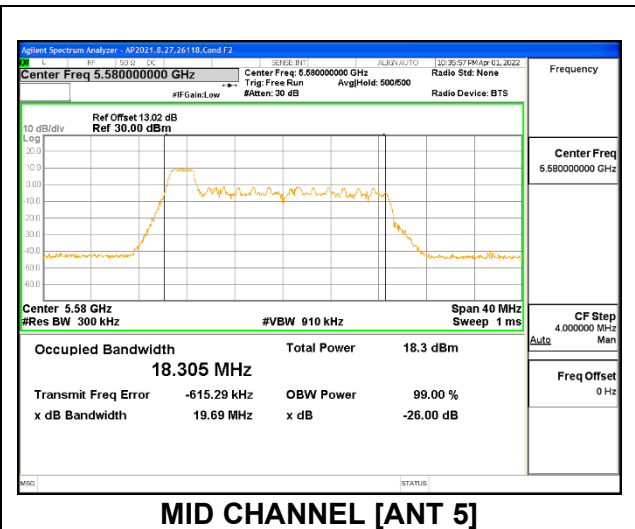 Agilent Spectrum Analyzer - AP2021.8.27,26118,Cond F2
L RF 50 Ω DC SENSE:INT ALIGN AUTO 10:35:57 PM Apr 01, 2022
Center Freq 5.580000000 GHz Center Freq: 5.580000000 GHz Radio Std: None Frequency
Trig: Free Run Avg|Hold: 500/500
#IFGain:Low #Atten: 30 dB Radio Device: BTS
Ref Offset 13.02 dB
10 dB/div Ref 30.00 dBm
Log
20.0
10.0
0.00
-10.0
-20.0
-30.0
-40.0
-50.0
-60.0
Center Freq
5.580000000 GHz
Center 5.58 GHz Span 40 MHz
#Res BW 300 kHz #VBW 910 kHz Sweep 1 ms
CF Step
4.000000 MHz
Auto Man
Occupied Bandwidth Total Power 18.3 dBm
18.305 MHz
Freq Offset
0 Hz
Transmit Freq Error -615.29 kHz OBW Power 99.00 %
x dB Bandwidth 19.69 MHz x dB -26.00 dB
MSG STATUS
MID CHANNEL [ANT 5]